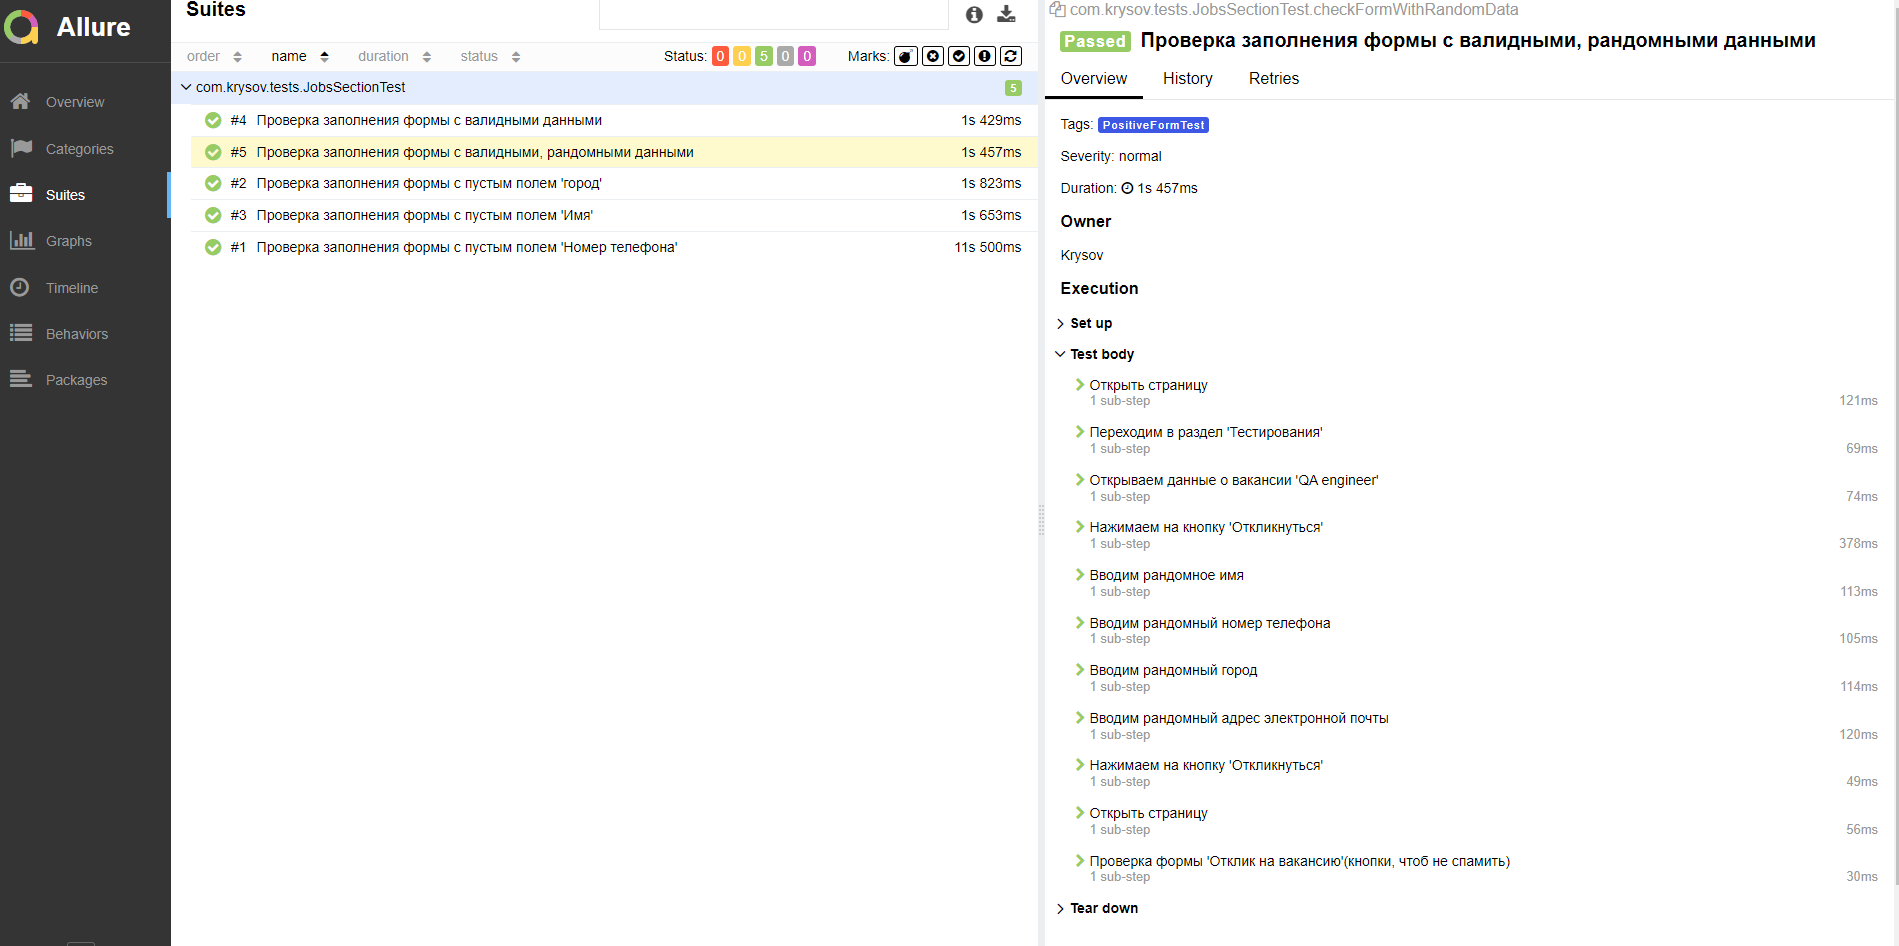 Allure
Overview
Categories
Suites
Graphs
Timeline
Behaviors
Packages
Suites
order name duration status Status: 0 0 5 0 0 Marks:
com.krysov.tests.JobsSectionTest 5
#4 Проверка заполнения формы с валидными данными 1s 429ms
#5 Проверка заполнения формы с валидными, рандомными данными 1s 457ms
#2 Проверка заполнения формы с пустым полем 'город' 1s 823ms
#3 Проверка заполнения формы с пустым полем 'Имя' 1s 653ms
#1 Проверка заполнения формы с пустым полем 'Номер телефона' 11s 500ms
com.krysov.tests.JobsSectionTest.checkFormWithRandomData
Passed Проверка заполнения формы с валидными, рандомными данными
Overview History Retries
Tags: PositiveFormTest
Severity: normal
Duration: 1s 457ms
Owner
Krysov
Execution
Set up
Test body
Открыть страницу
1 sub-step 121ms
Переходим в раздел 'Тестирования'
1 sub-step 69ms
Открываем данные о вакансии 'QA engineer'
1 sub-step 74ms
Нажимаем на кнопку 'Откликнуться'
1 sub-step 378ms
Вводим рандомное имя
1 sub-step 113ms
Вводим рандомный номер телефона
1 sub-step 105ms
Вводим рандомный город
1 sub-step 114ms
Вводим рандомный адрес электронной почты
1 sub-step 120ms
Нажимаем на кнопку 'Откликнуться'
1 sub-step 49ms
Открыть страницу
1 sub-step 56ms
Проверка формы 'Отклик на вакансию'(кнопки, чтоб не спамить)
1 sub-step 30ms
Tear down